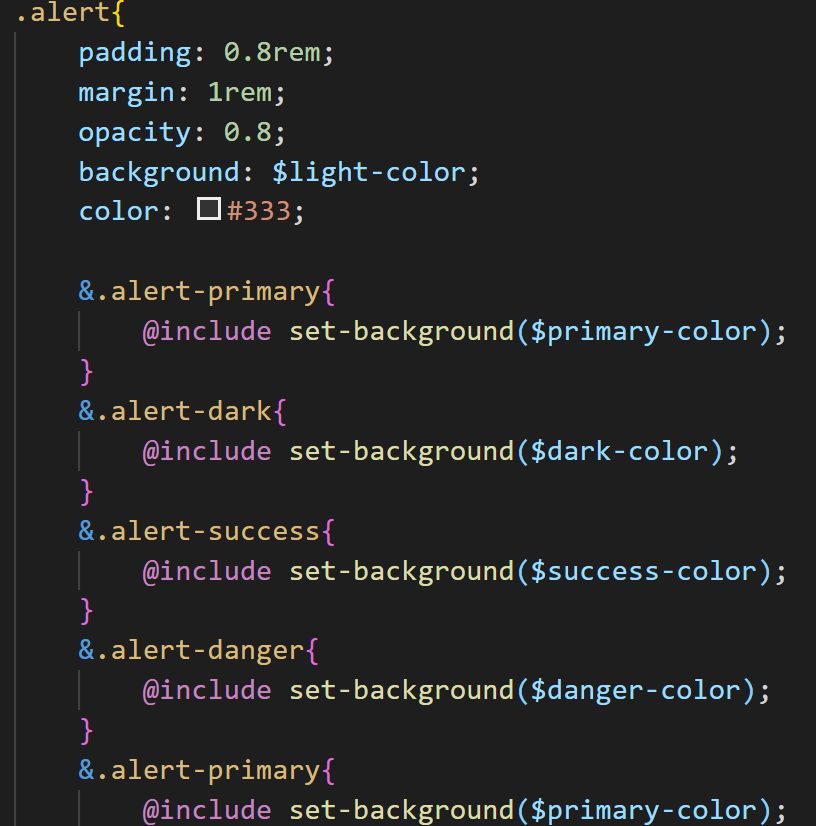 .alert{
padding: 0.8rem;
margin: 1rem;
opacity: 0.8;
background: $light-color;
color: #333;
&.alert-primary{
@include set-background($primary-color);
}
&.alert-dark{
@include set-background($dark-color);
}
&.alert-success{
@include set-background($success-color);
}
&.alert-danger{
@include set-background($danger-color);
}
&.alert-primary{
@include set-background($primary-color);